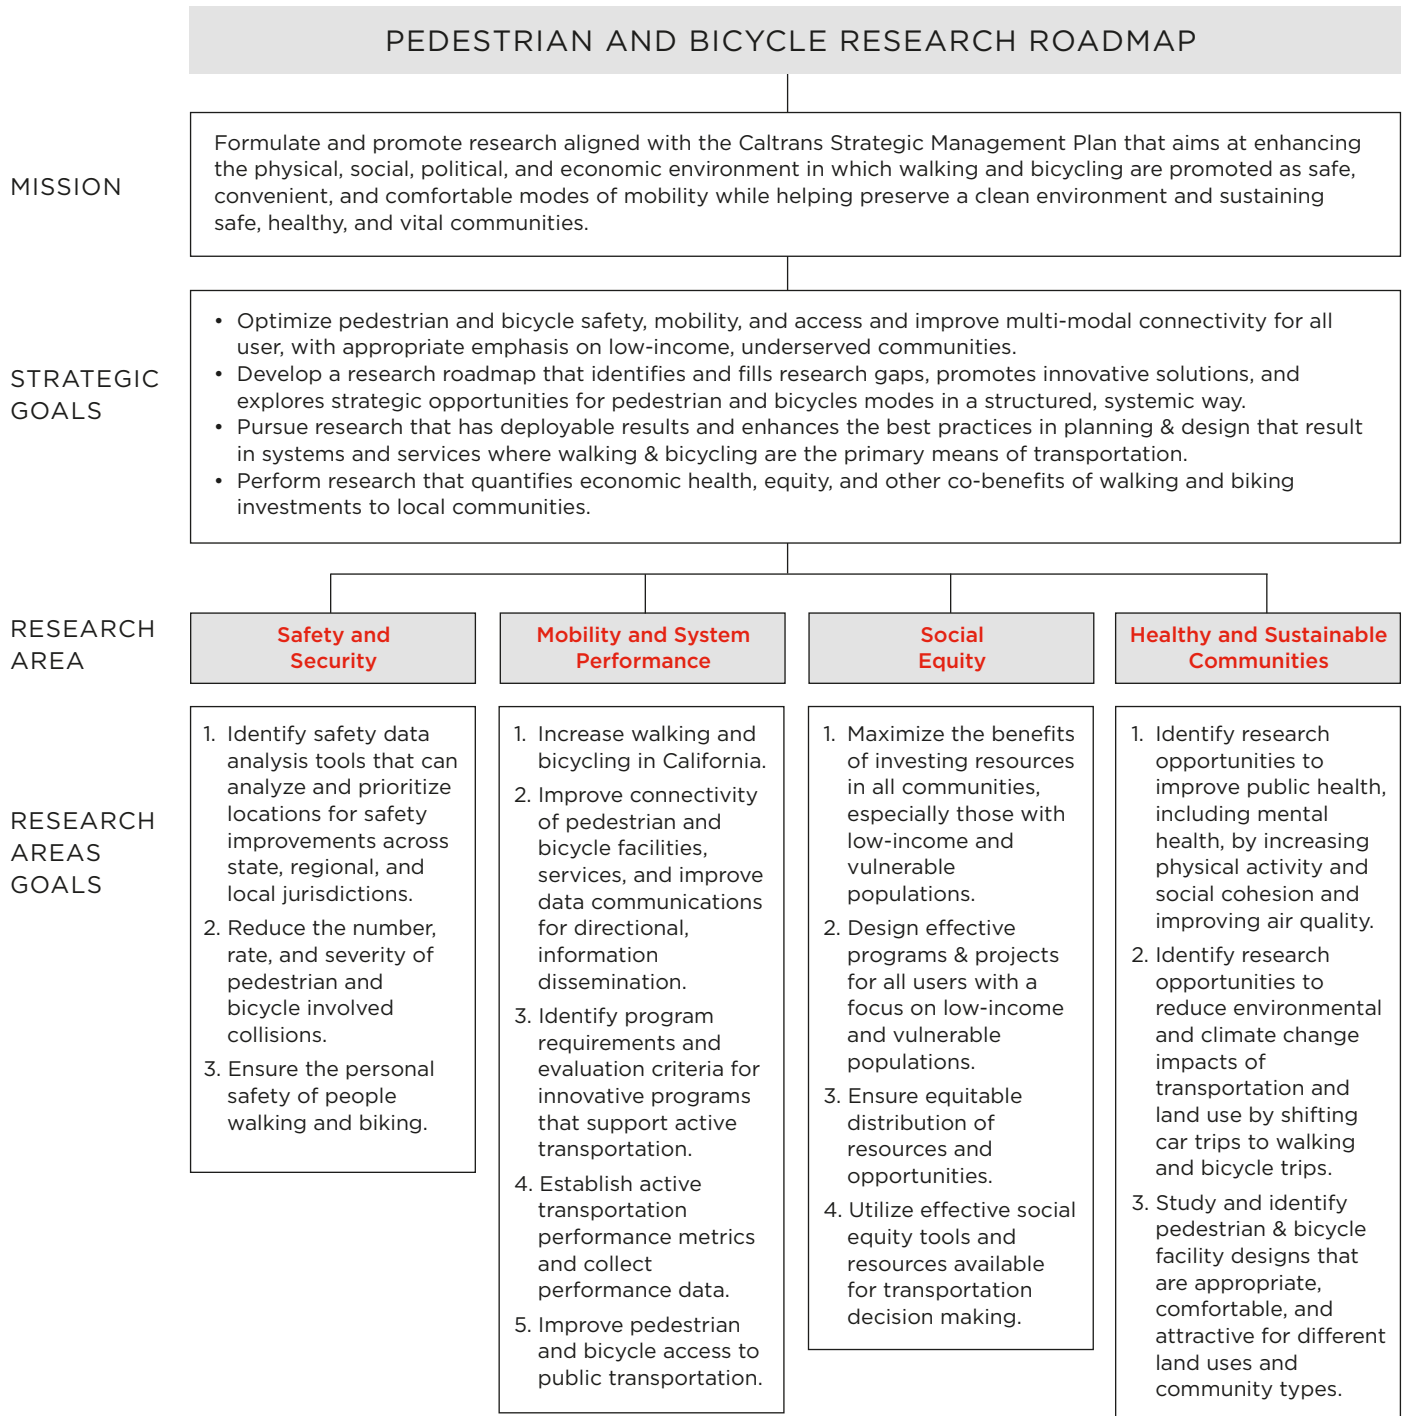 PEDESTRIAN AND BICYCLE RESEARCH ROADMAP
MISSION
Formulate and promote research aligned with the Caltrans Strategic Management Plan that aims at enhancing
the physical, social, political, and economic environment in which walking and bicycling are promoted as safe,
convenient, and comfortable modes of mobility while helping preserve a clean environment and sustaining
safe, healthy, and vital communities.
STRATEGIC
GOALS
• Optimize pedestrian and bicycle safety, mobility, and access and improve multi-modal connectivity for all
user, with appropriate emphasis on low-income, underserved communities.
• Develop a research roadmap that identifies and fills research gaps, promotes innovative solutions, and
explores strategic opportunities for pedestrian and bicycles modes in a structured, systemic way.
• Pursue research that has deployable results and enhances the best practices in planning & design that result
in systems and services where walking & bicycling are the primary means of transportation.
• Perform research that quantifies economic health, equity, and other co-benefits of walking and biking
investments to local communities.
RESEARCH
AREA
Safety and
Security
Mobility and System
Performance
Social
Equity
Healthy and Sustainable
Communities
RESEARCH
AREAS
GOALS
1. Identify safety data
analysis tools that can
analyze and prioritize
locations for safety
improvements across
state, regional, and
local jurisdictions.
2. Reduce the number,
rate, and severity of
pedestrian and
bicycle involved
collisions.
3. Ensure the personal
safety of people
walking and biking.
1. Increase walking and
bicycling in California.
2. Improve connectivity
of pedestrian and
bicycle facilities,
services, and improve
data communications
for directional,
information
dissemination.
3. Identify program
requirements and
evaluation criteria for
innovative programs
that support active
transportation.
4. Establish active
transportation
performance metrics
and collect
performance data.
5. Improve pedestrian
and bicycle access to
public transportation.
1. Maximize the benefits
of investing resources
in all communities,
especially those with
low-income and
vulnerable
populations.
2. Design effective
programs & projects
for all users with a
focus on low-income
and vulnerable
populations.
3. Ensure equitable
distribution of
resources and
opportunities.
4. Utilize effective social
equity tools and
resources available
for transportation
decision making.
1. Identify research
opportunities to
improve public health,
including mental
health, by increasing
physical activity and
social cohesion and
improving air quality.
2. Identify research
opportunities to
reduce environmental
and climate change
impacts of
transportation and
land use by shifting
car trips to walking
and bicycle trips.
3. Study and identify
pedestrian & bicycle
facility designs that
are appropriate,
comfortable, and
attractive for different
land uses and
community types.